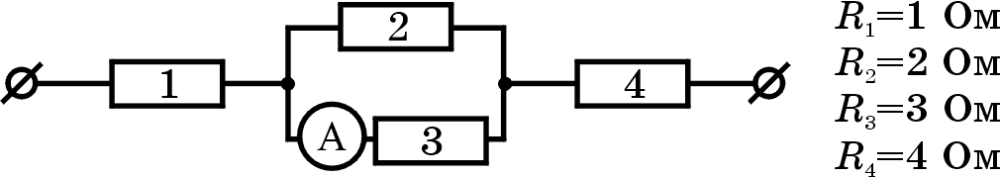 2
1
4
A
3
R₁=1 Ом
R₂=2 Ом
R₃=3 Ом
R₄=4 Ом